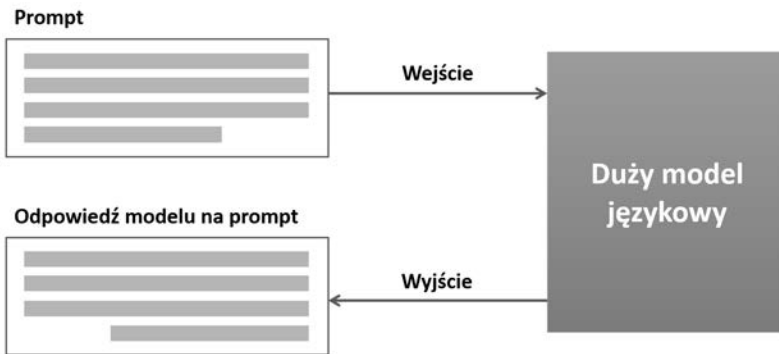 Prompt
Wejście
Duży model
językowy
Odpowiedź modelu na prompt
Wyjście